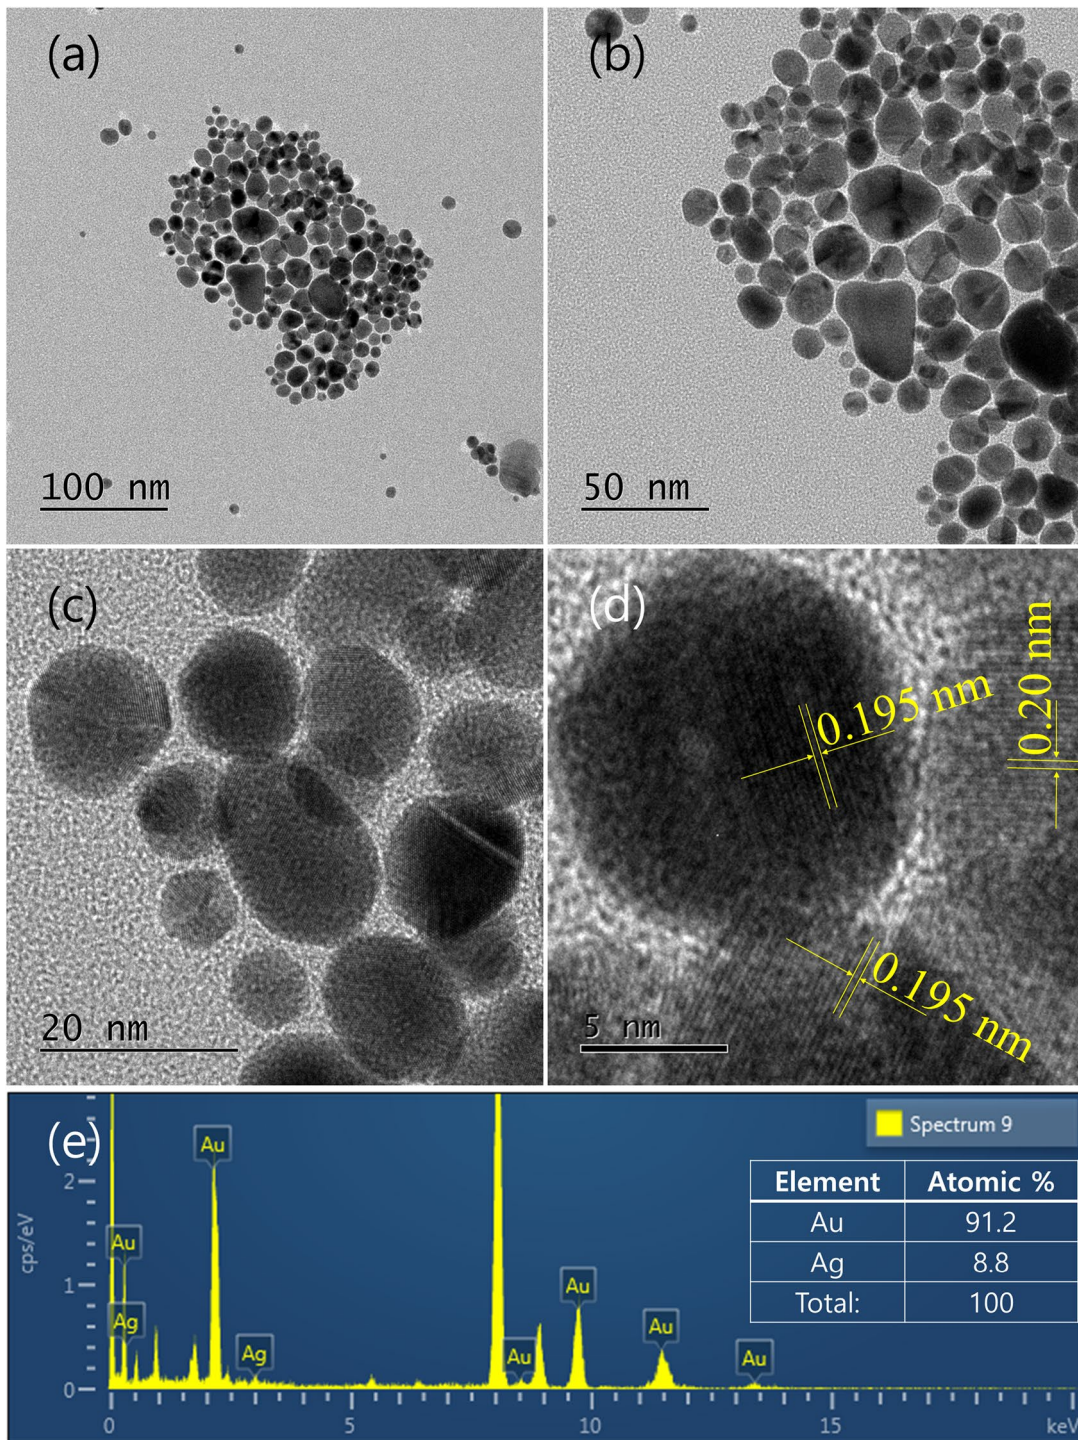 (a)
100 nm
(b)
50 nm
(c)
20 nm
(d)
0.195 nm
0.20 nm
0.195 nm
5 nm
(e)
Spectrum 9
Element Atomic %
Au 91.2
Ag 8.8
Total: 100
cps/eV
2
1
0
Au
Au
Ag
Ag
Au
Au
Au
Au
0 5 10 15 keV